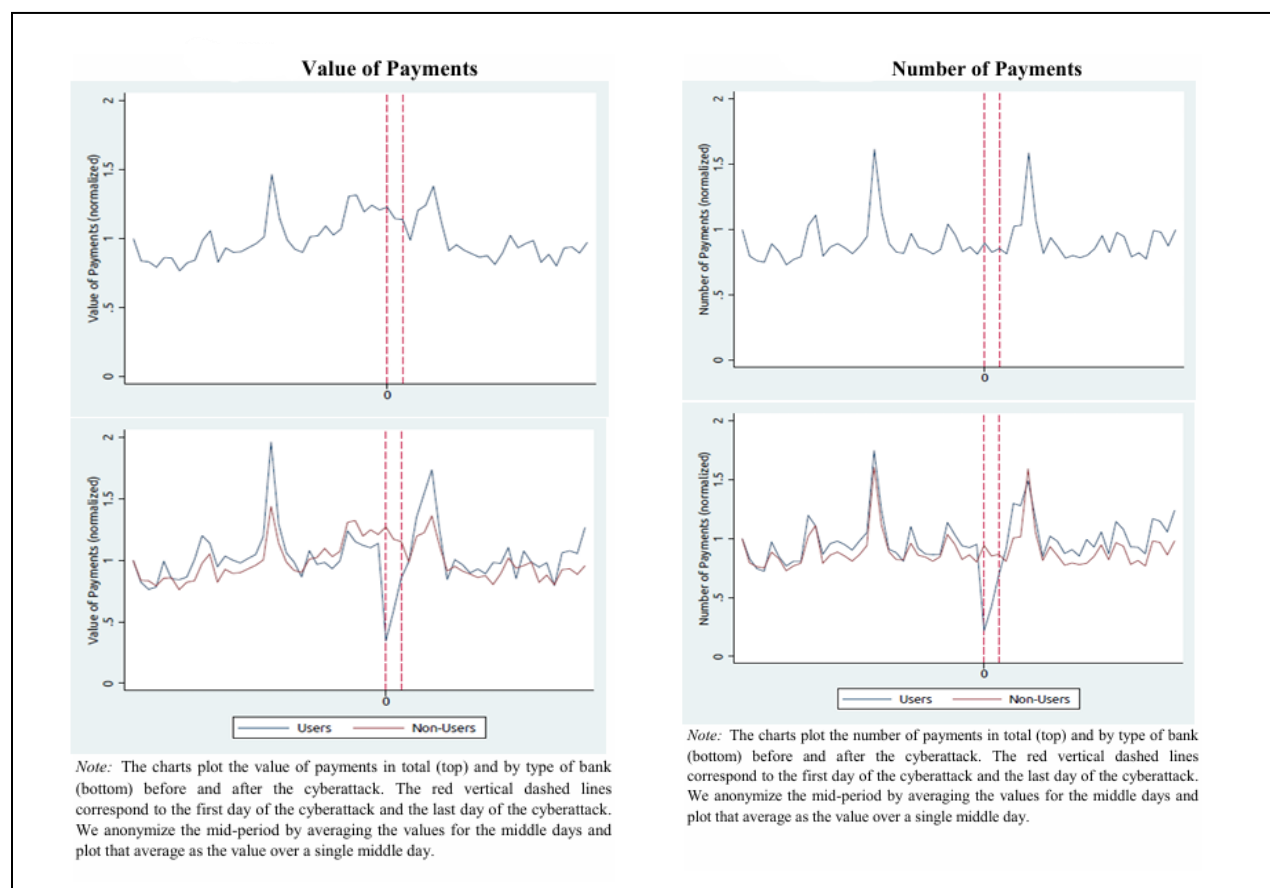 Value of Payments
Number of Payments
Value of Payments (normalized)
2
1.5
1
.5
0
0
Number of Payments (normalized)
2
1.5
1
.5
0
0
Value of Payments (normalized)
2
1.5
1
.5
0
0
Users
Non-Users
Number of Payments (normalized)
2
1.5
1
.5
0
0
Users
Non-Users
Note: The charts plot the value of payments in total (top) and by type of bank
(bottom) before and after the cyberattack. The red vertical dashed lines
correspond to the first day of the cyberattack and the last day of the cyberattack.
We anonymize the mid-period by averaging the values for the middle days and
plot that average as the value over a single middle day.
Note: The charts plot the number of payments in total (top) and by type of bank
(bottom) before and after the cyberattack. The red vertical dashed lines
correspond to the first day of the cyberattack and the last day of the cyberattack.
We anonymize the mid-period by averaging the values for the middle days and
plot that average as the value over a single middle day.